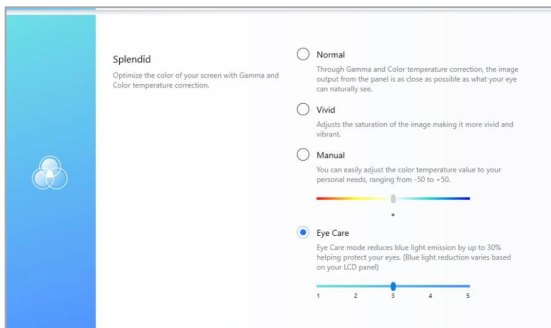 Splendid
Optimize the color of your screen with Gamma and
Color temperature correction.
Normal
Through Gamma and Color temperature correction, the image
output from the panel is as close as possible as what your eye
can naturally see.
Vivid
Adjusts the saturation of the image making it more vivid and
vibrant.
Manual
You can easily adjust the color temperature value to your
personal needs, ranging from -50 to +50.
Eye Care
Eye Care mode reduces blue light emission by up to 30%
helping protect your eyes. (Blue light reduction varies based
on your LCD panel)
1 2 3 4 5